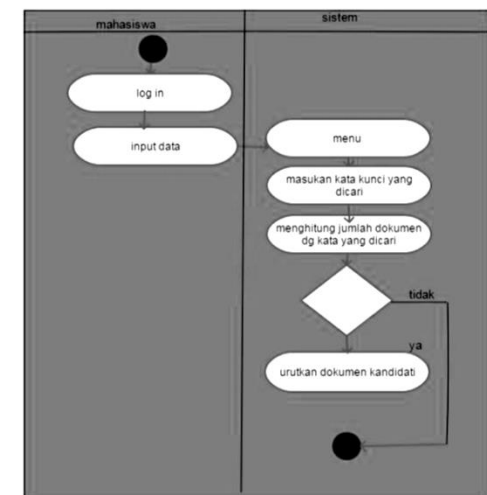 mahasiswa
sistem
log in
input data
menu
masukan kata kunci yang
dicari
menghitung jumlah dokumen
dg kata yang dicari
tidak
ya
urutkan dokumen kandidati